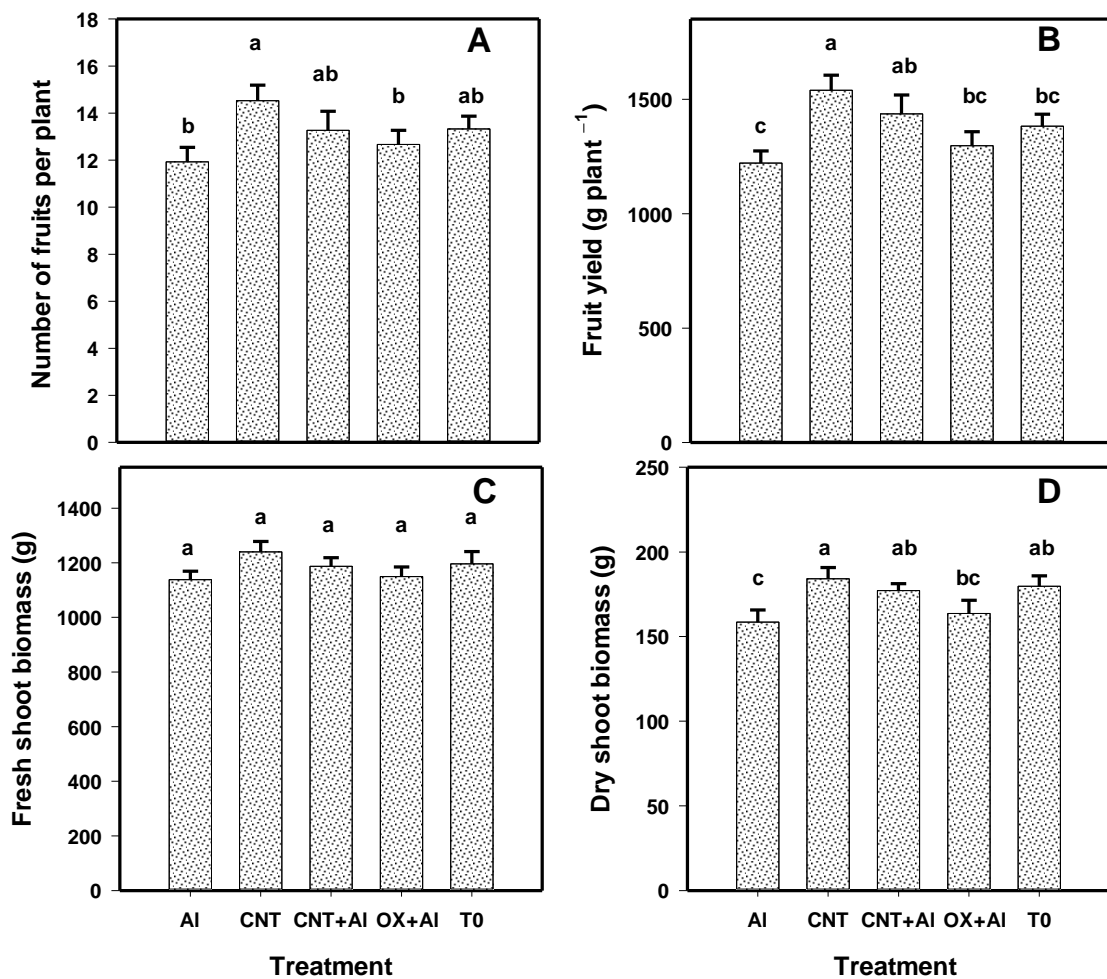 A
Number of fruits per plant
18
16
14
12
10
8
6
4
2
0
b
a
ab
b
ab
B
Fruit yield (g plant ⁻¹)
1500
1000
500
0
c
a
ab
bc
bc
C
Fresh shoot biomass (g)
1400
1200
1000
800
600
400
200
0
a
a
a
a
a
Al CNT CNT+Al OX+Al T0
Treatment
D
Dry shoot biomass (g)
250
200
150
100
50
0
c
a
ab
bc
ab
Al CNT CNT+Al OX+Al T0
Treatment